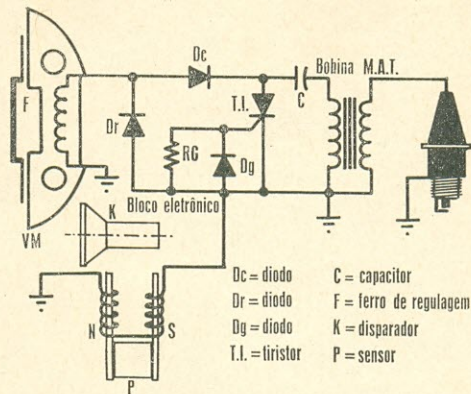 Dc
Bobina M.A.T.
F
T.I.
C
Dr
RG
Dg
Bloco eletrônico
VM
K
N
S
P
Dc = diodo
Dr = diodo
Dg = diodo
T.I. = tiristor
C = capacitor
F = ferro de regulagem
K = disparador
P = sensor